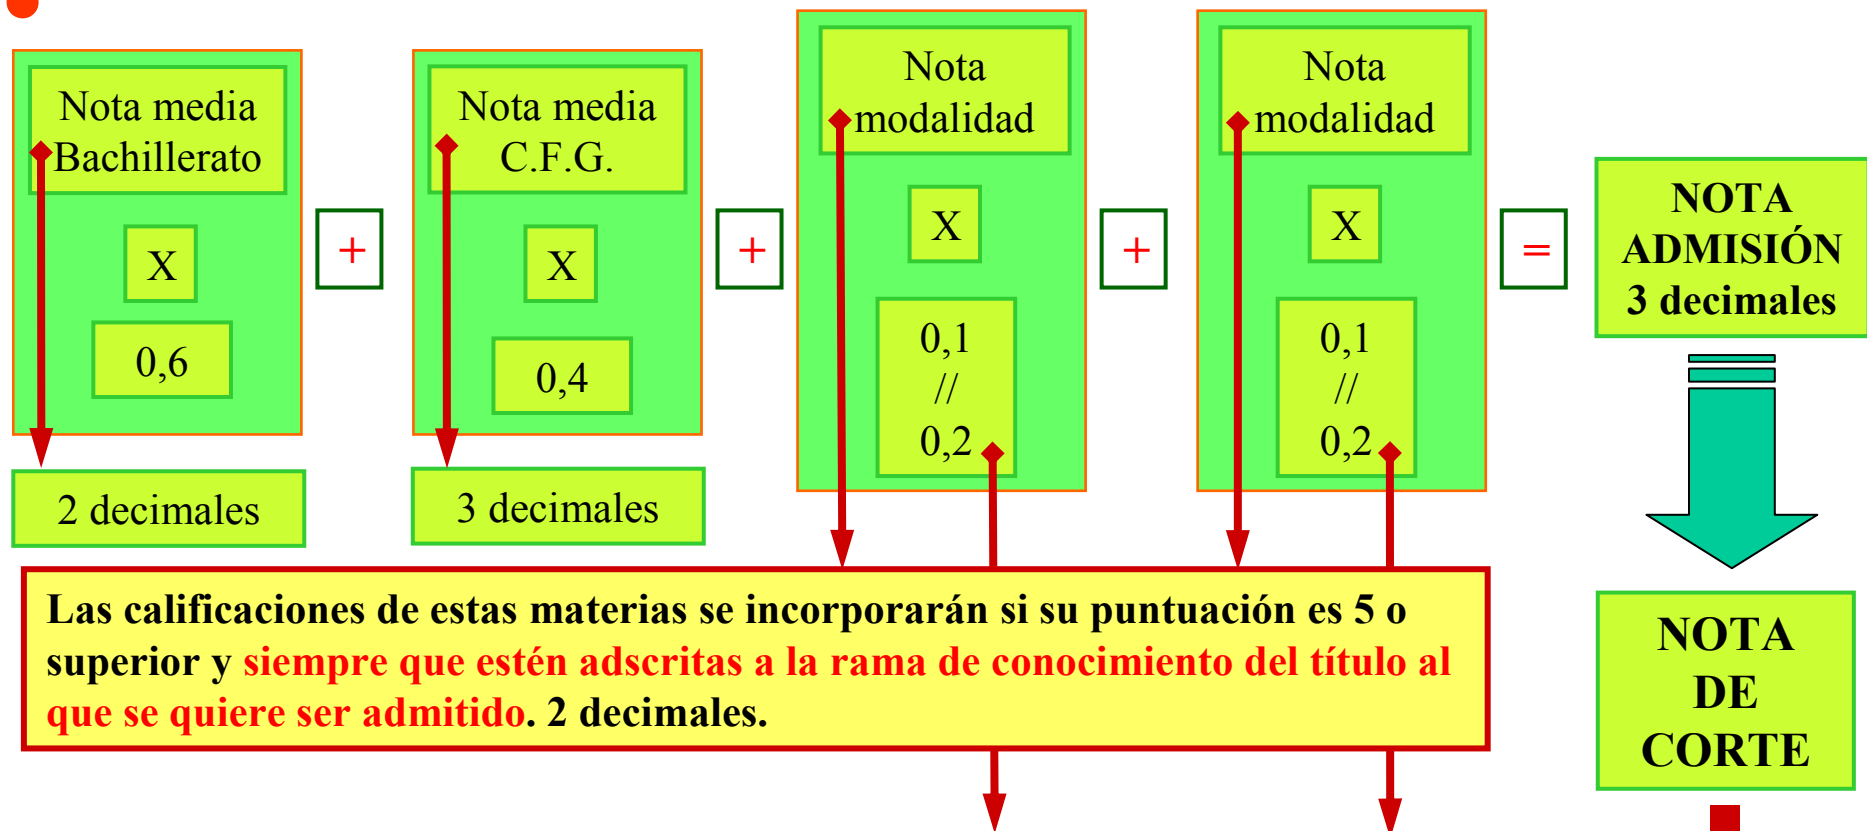 Nota media
Bachillerato
X
0,6
2 decimales
+
Nota media
C.F.G.
X
0,4
3 decimales
+
Nota
modalidad
X
0,1
//
0,2
+
Nota
modalidad
X
0,1
//
0,2
=
NOTA
ADMISIÓN
3 decimales
Las calificaciones de estas materias se incorporarán si su puntuación es 5 o
superior y siempre que estén adscritas a la rama de conocimiento del título al
que se quiere ser admitido. 2 decimales.
NOTA
DE
CORTE